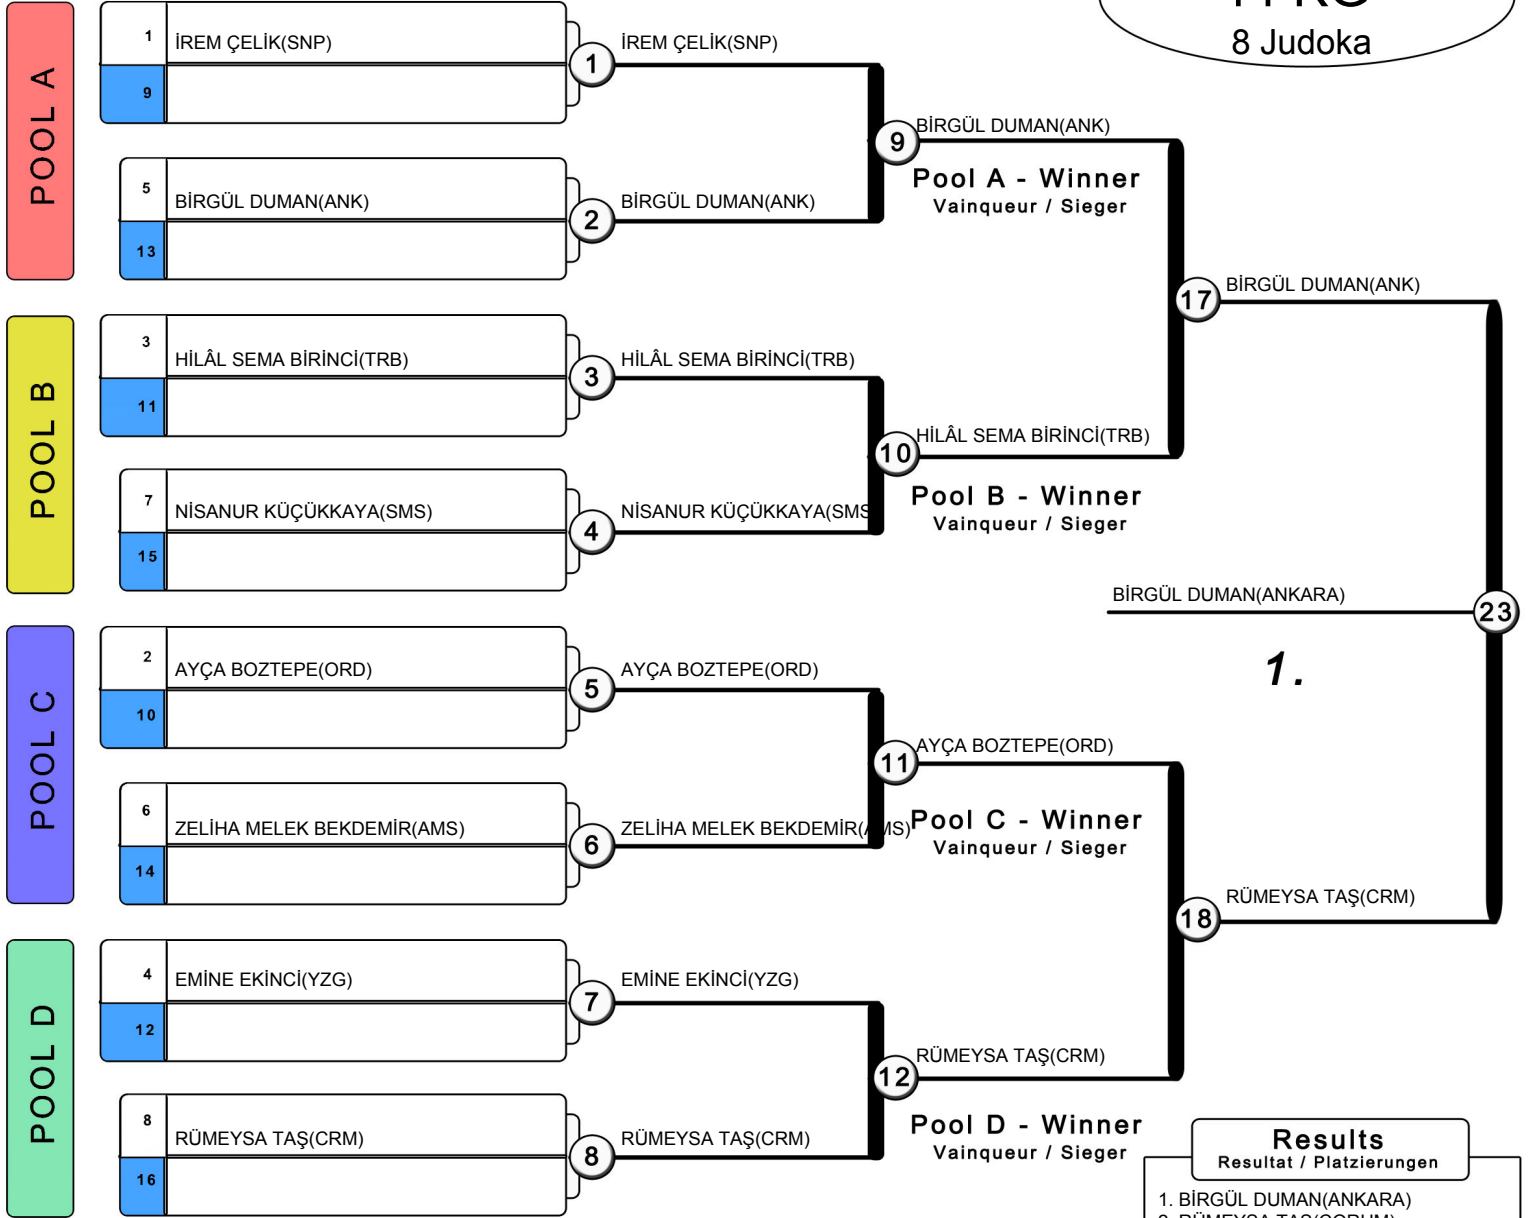 8 Judoka
POOL A
1
İREM ÇELİK(SNP)
9
1
İREM ÇELİK(SNP)
5
BİRGÜL DUMAN(ANK)
13
2
BİRGÜL DUMAN(ANK)
9
BİRGÜL DUMAN(ANK)
Pool A - Winner
Vainqueur / Sieger
17
BİRGÜL DUMAN(ANK)
POOL B
3
HİLÂL SEMA BİRİNCİ(TRB)
11
3
HİLÂL SEMA BİRİNCİ(TRB)
7
NİSANUR KÜÇÜKKAYA(SMS)
15
4
NİSANUR KÜÇÜKKAYA(SMS
10
HİLÂL SEMA BİRİNCİ(TRB)
Pool B - Winner
Vainqueur / Sieger
BİRGÜL DUMAN(ANKARA)
23
1.
POOL C
2
AYÇA BOZTEPE(ORD)
10
5
AYÇA BOZTEPE(ORD)
6
ZELİHA MELEK BEKDEMİR(AMS)
14
6
ZELİHA MELEK BEKDEMİR(AMS)
11
AYÇA BOZTEPE(ORD)
Pool C - Winner
Vainqueur / Sieger
18
RÜMEYSA TAŞ(CRM)
POOL D
4
EMİNE EKİNCİ(YZG)
12
7
EMİNE EKİNCİ(YZG)
8
RÜMEYSA TAŞ(CRM)
16
8
RÜMEYSA TAŞ(CRM)
12
RÜMEYSA TAŞ(CRM)
Pool D - Winner
Vainqueur / Sieger
Results
Resultat / Platzierungen
1. BİRGÜL DUMAN(ANKARA)
2. RÜMEYSA TAŞ(ÇORUM)